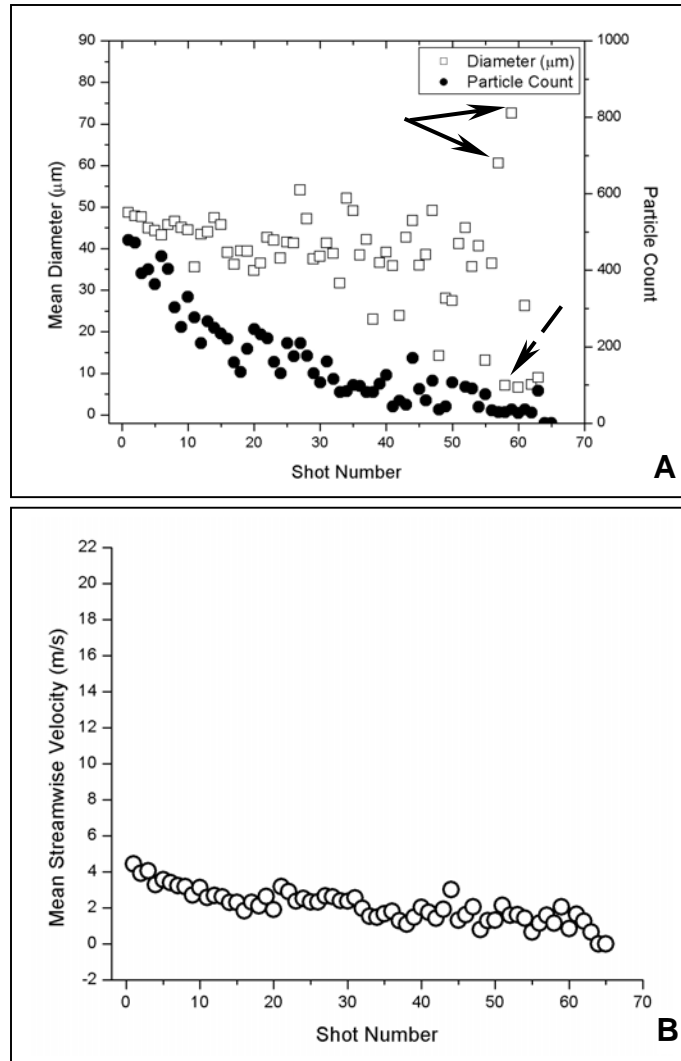 90
80
70
60
50
40
30
20
10
0
Mean Diameter (μm)
1000
800
600
400
200
0
Particle Count
Diameter (μm)
Particle Count
0 10 20 30 40 50 60 70
Shot Number
A
22
20
18
16
14
12
10
8
6
4
2
0
-2
Mean Streamwise Velocity (m/s)
0 10 20 30 40 50 60 70
Shot Number
B